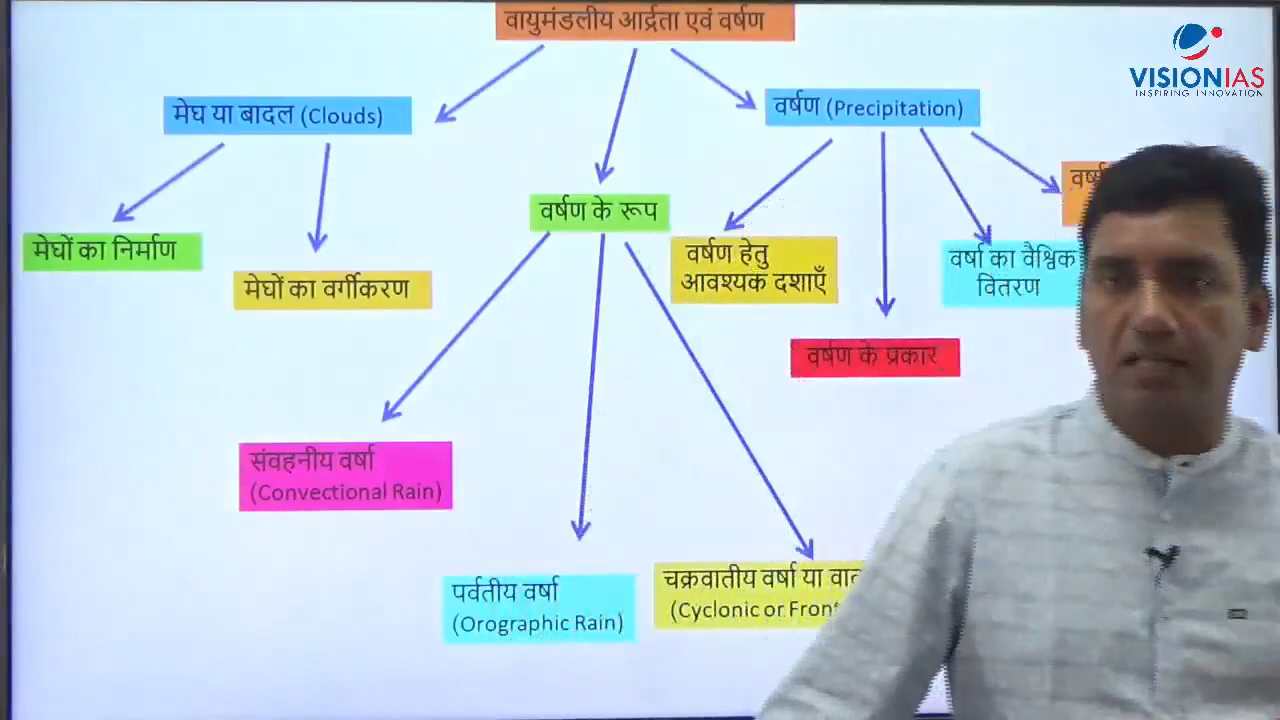 वायुमंडलीय आर्द्रता एवं वर्षण
VISIONIAS
INSPIRING INNOVATION
मेघ या बादल (Clouds)
वर्षण (Precipitation)
मेघों का निर्माण
मेघों का वर्गीकरण
वर्षण के रूप
वर्षण हेतु
आवश्यक दशाएँ
वर्षा का वैश्विक
वितरण
वर्षण के प्रकार
संवहनीय वर्षा
(Convectional Rain)
पर्वतीय वर्षा
(Orographic Rain)
चक्रवातीय वर्षा या
(Cyclonic or